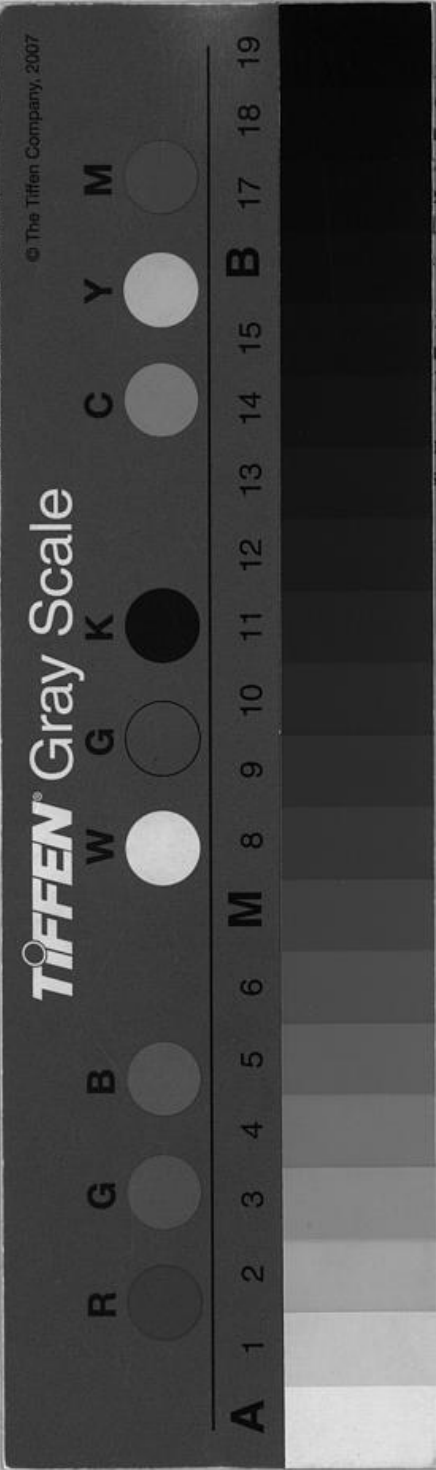 TIFFEN® Gray Scale
© The Tiffen Company, 2007
R G B W G K C Y M
A 1 2 3 4 5 6 M 8 9 10 11 12 13 14 15 B 17 18 19